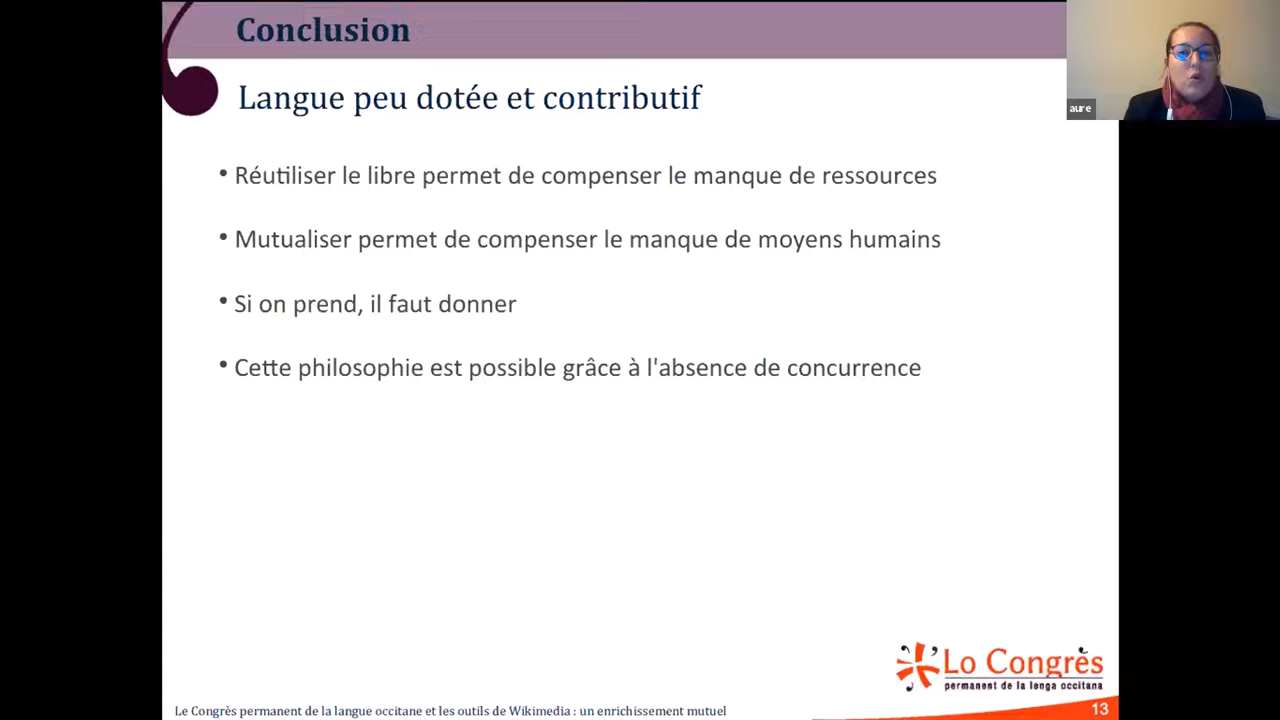 Conclusion
Langue peu dotée et contributif
• Réutiliser le libre permet de compenser le manque de ressources
• Mutualiser permet de compenser le manque de moyens humains
• Si on prend, il faut donner
• Cette philosophie est possible grâce à l'absence de concurrence
aure
Lo Congrès
permanent de la lenga occitana
Le Congrès permanent de la langue occitane et les outils de Wikimedia : un enrichissement mutuel
13